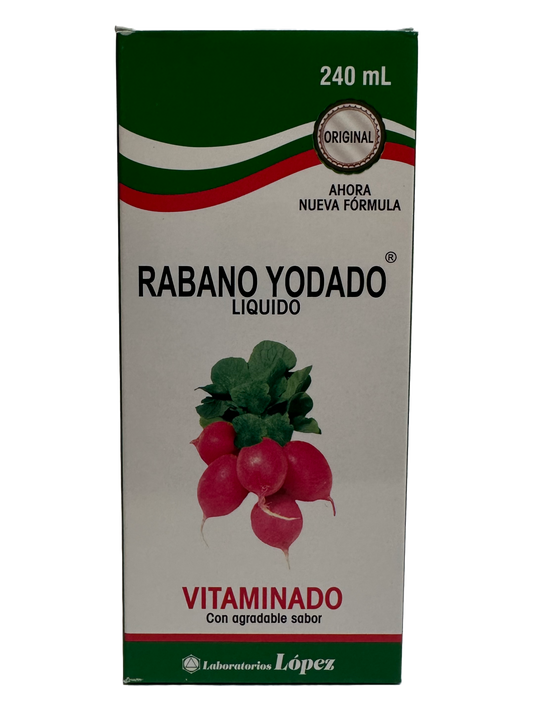 240 mL
ORIGINAL
AHORA
NUEVA FÓRMULA
RABANO YODADO ®
LIQUIDO
VITAMINADO
Con agradable sabor
Laboratorios López